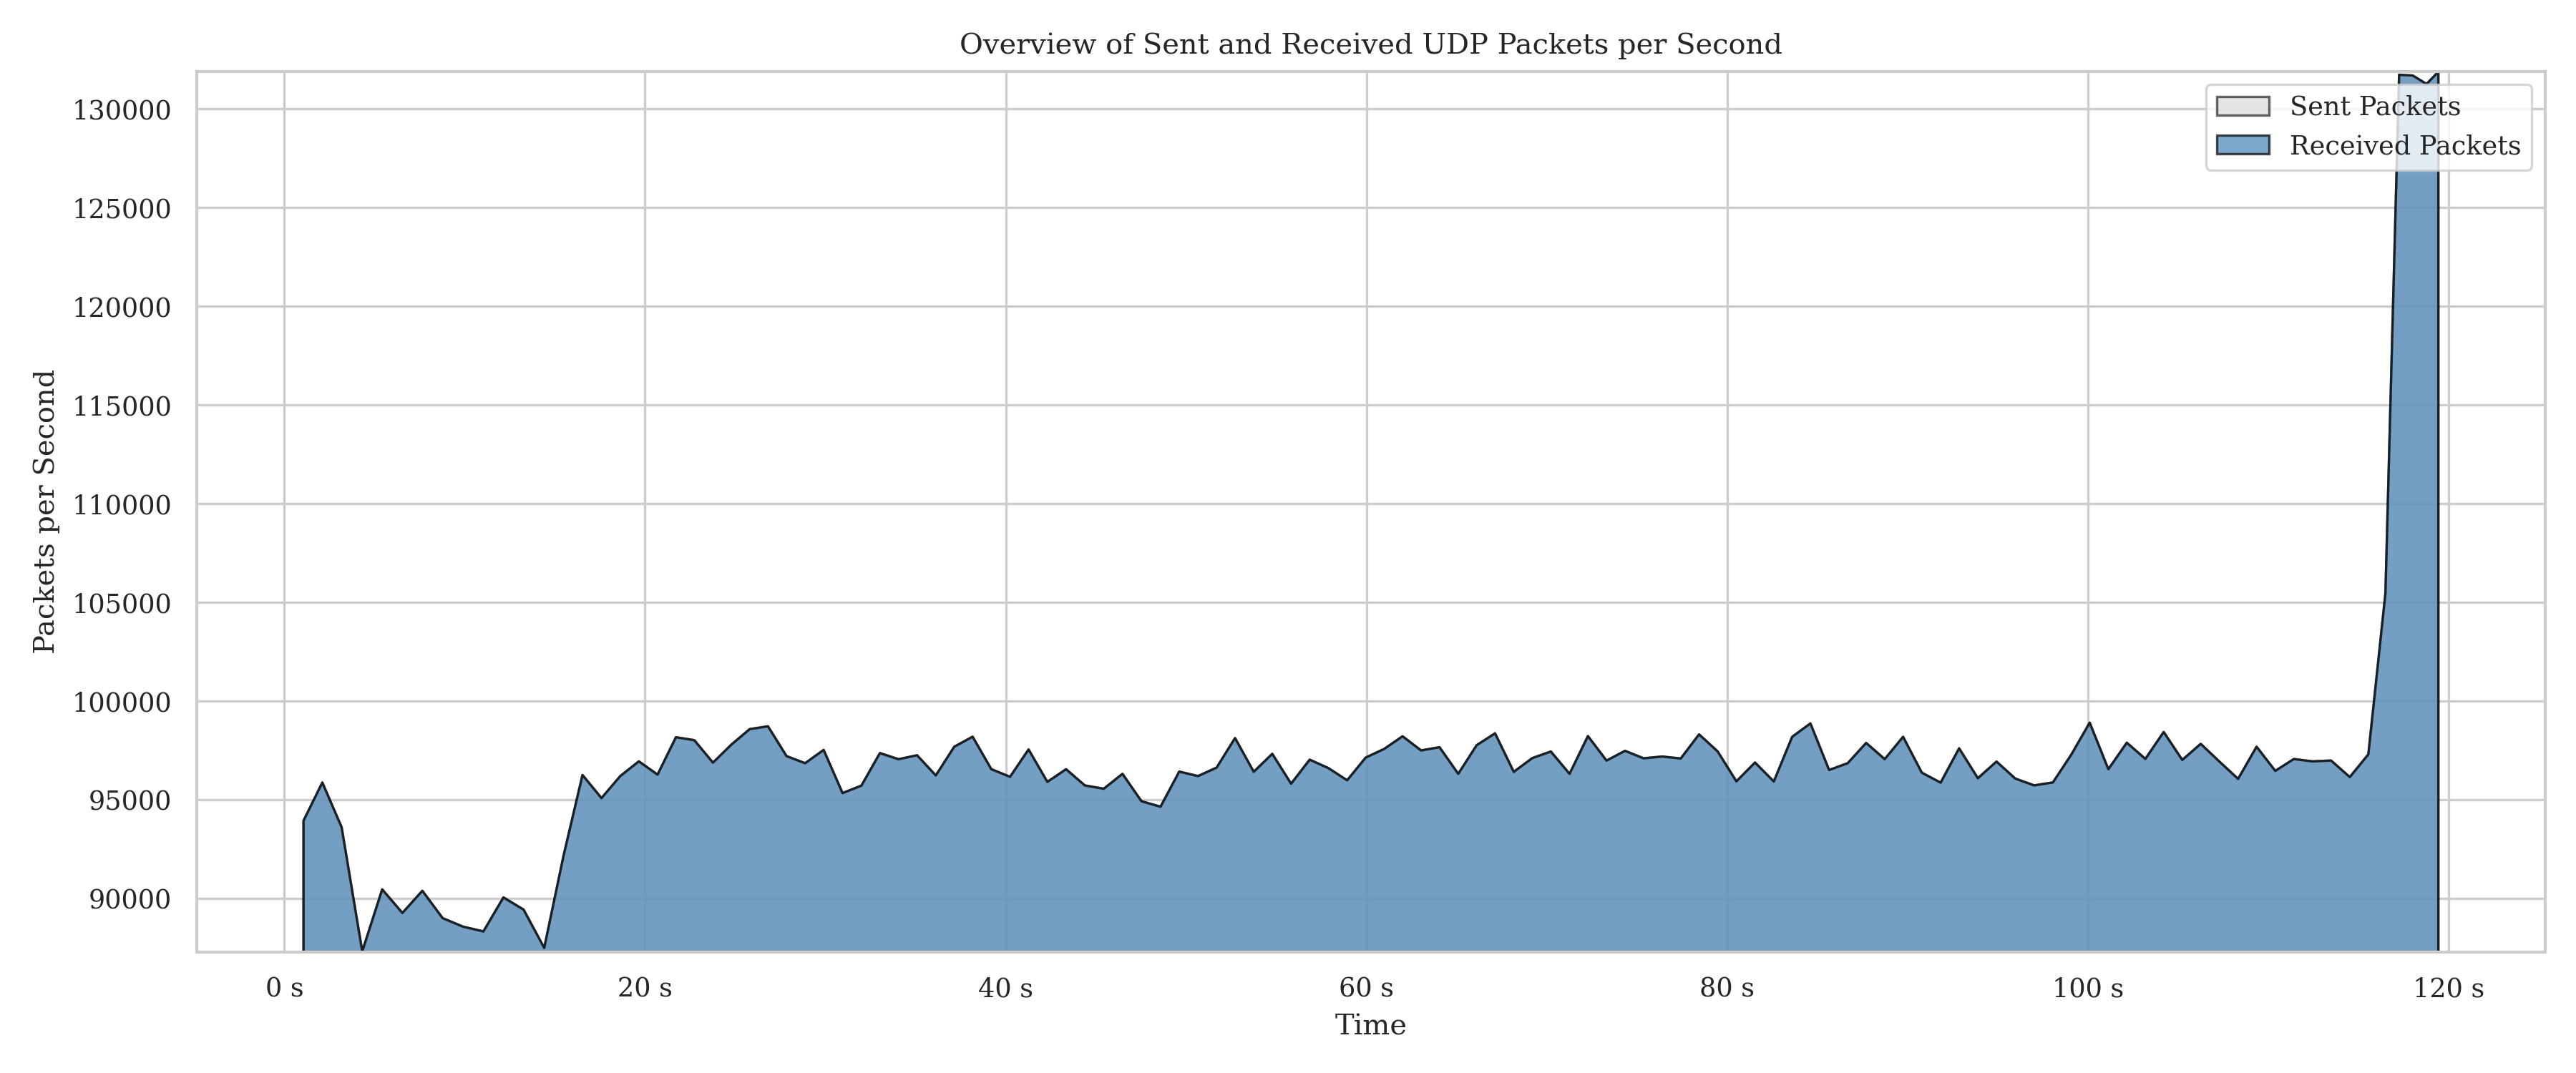 Overview of Sent and Received UDP Packets per Second
130000
125000
120000
115000
110000
105000
100000
95000
90000
Packets per Second
Sent Packets
Received Packets
0 s 20 s 40 s 60 s 80 s 100 s 120 s
Time